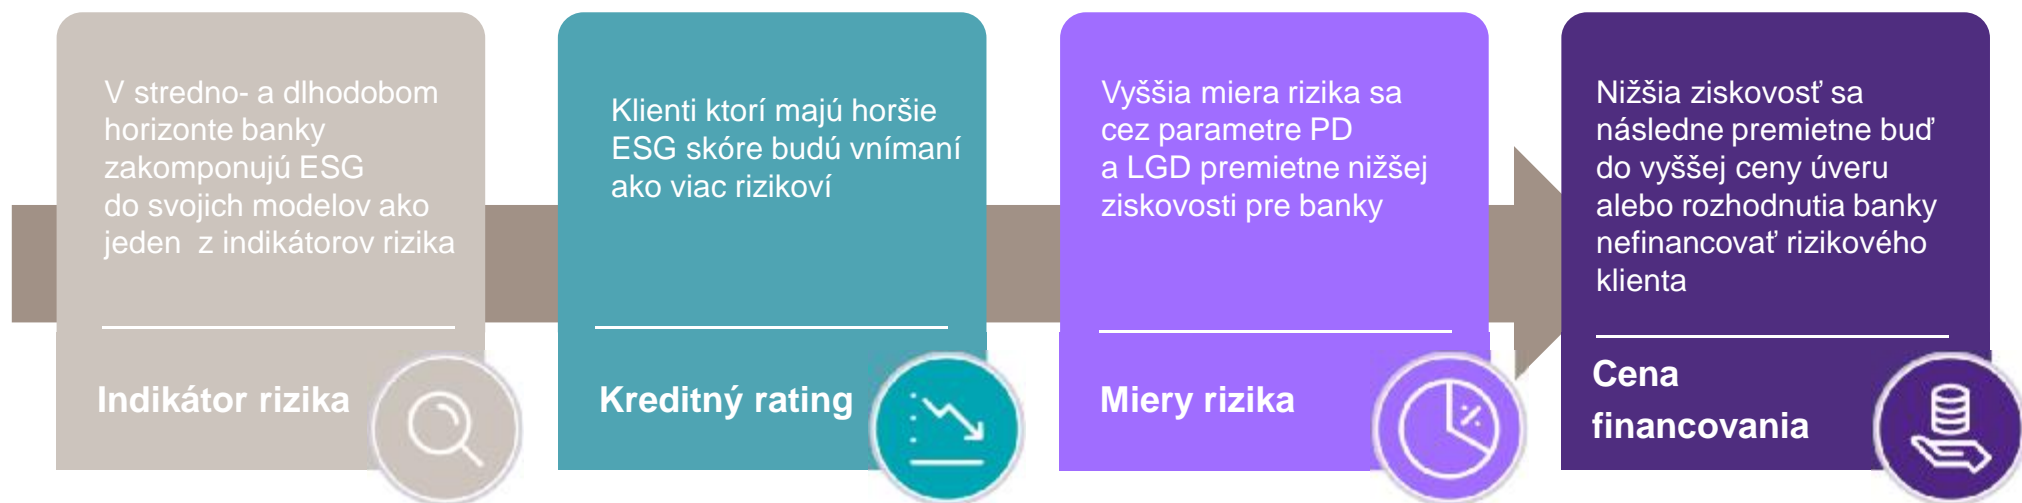 V stredno- a dlhodobom
horizonte banky
zakomponujú ESG
do svojich modelov ako
jeden z indikátorov rizika
Indikátor rizika
Klienti ktorí majú horšie
ESG skóre budú vnímaní
ako viac rizikoví
Kreditný rating
Vyššia miera rizika sa
cez parametre PD
a LGD premietne nižšej
ziskovosti pre banky
Miery rizika
%
Nižšia ziskovosť sa
následne premietne buď
do vyššej ceny úveru
alebo rozhodnutia banky
nefinancovať rizikového
klienta
Cena
financovania